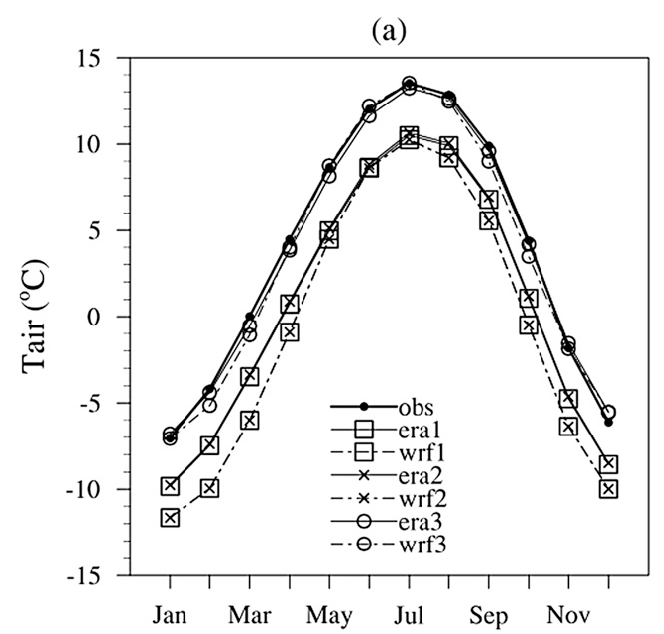 (a)
Tair (°C)
15
10
5
0
-5
-10
-15
obs
era1
wrf1
era2
wrf2
era3
wrf3
Jan Mar May Jul Sep Nov